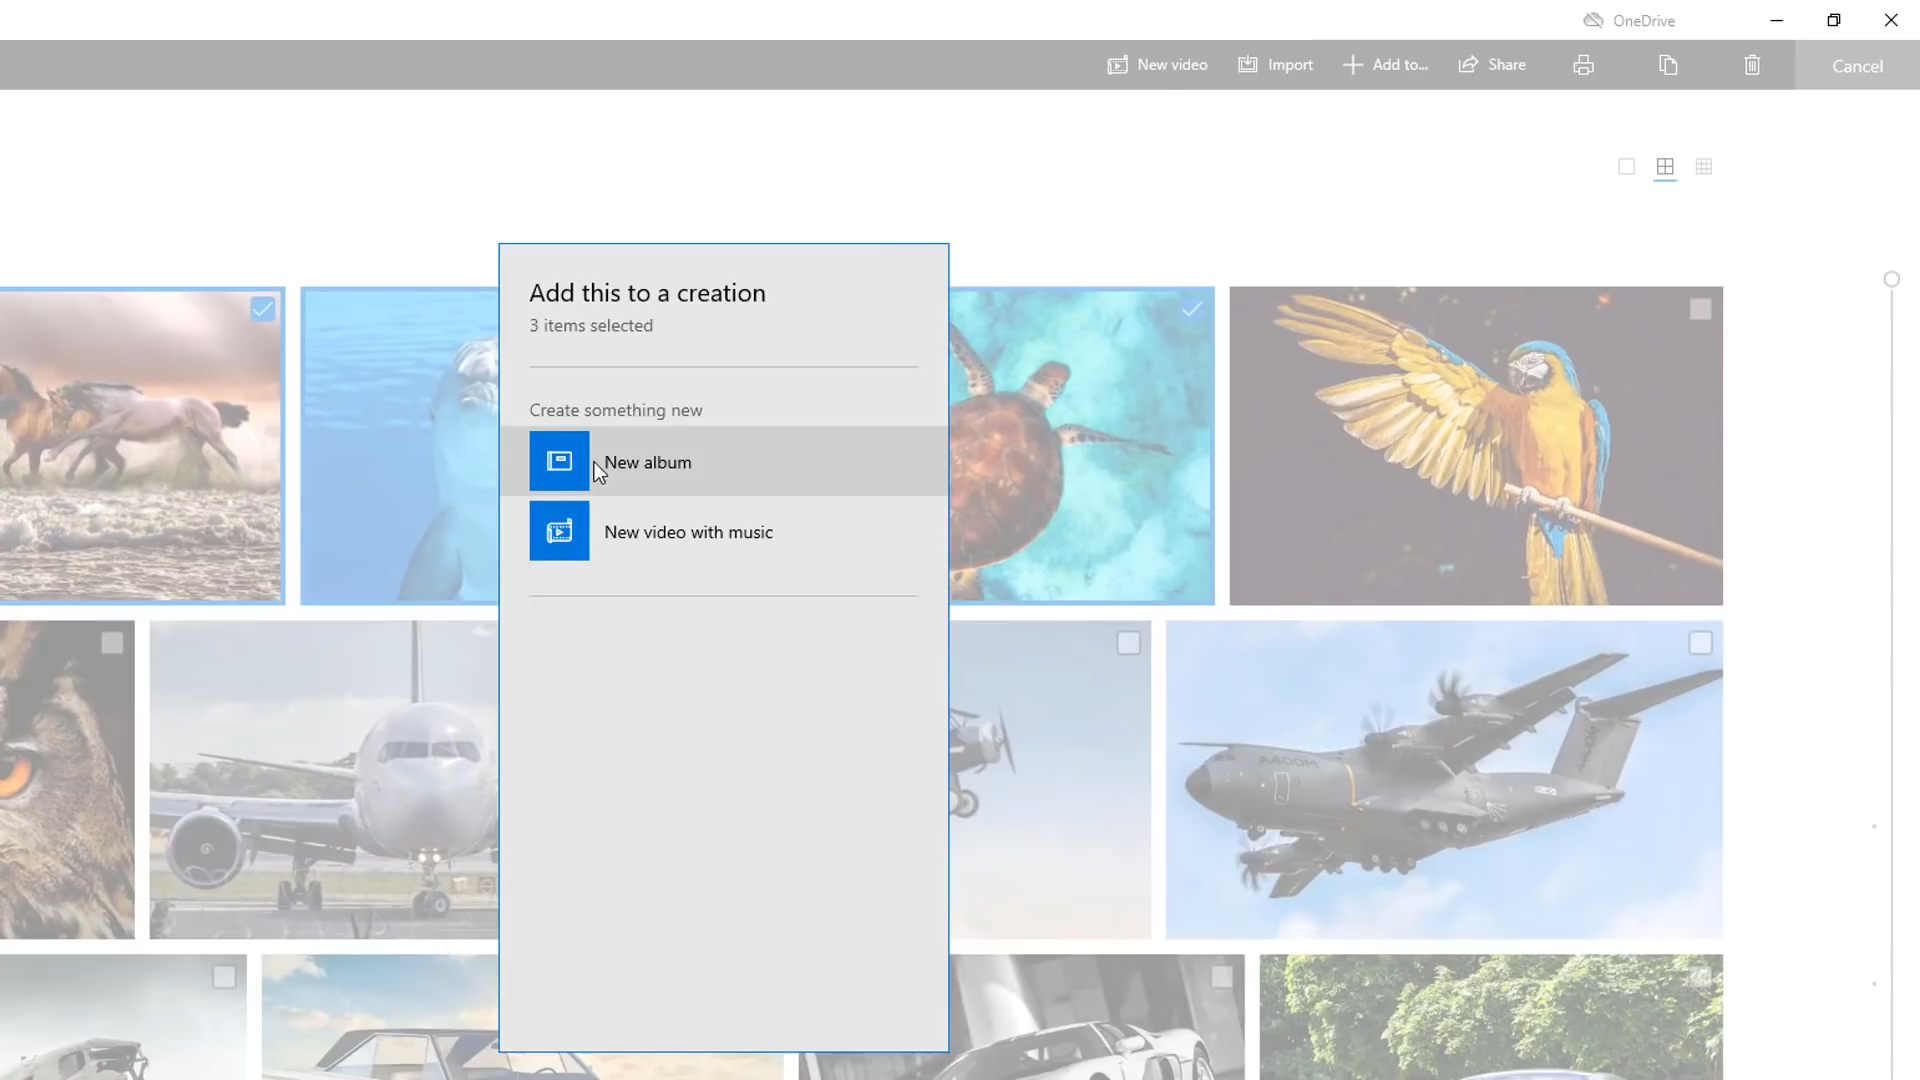 OneDrive
New video
Import
Add to...
Share
Cancel
Add this to a creation
3 items selected
Create something new
New album
New video with music
A400M